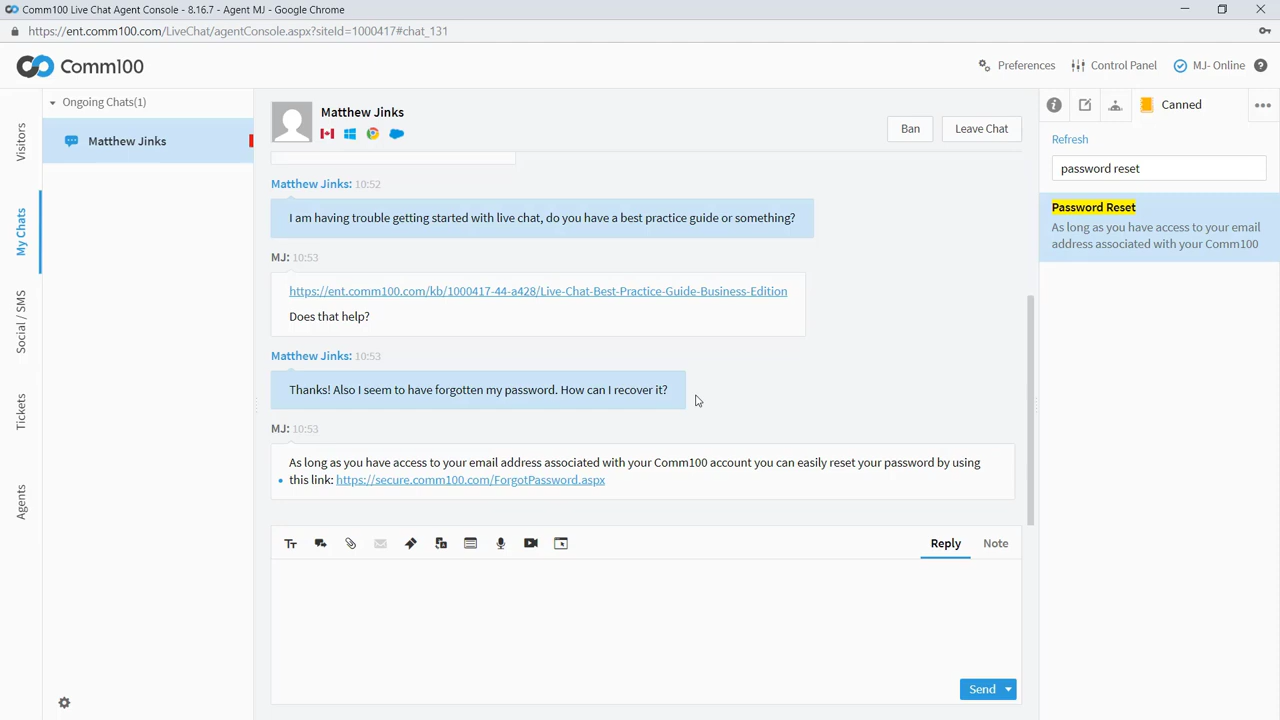 Comm100 Live Chat Agent Console - 8.16.7 - Agent MJ - Google Chrome
https://ent.comm100.com/LiveChat/agentConsole.aspx?siteId=1000417#chat_131
Comm100
Preferences
Control Panel
MJ- Online
Visitors
My Chats
Social / SMS
Tickets
Agents
Ongoing Chats(1)
Matthew Jinks
Matthew Jinks
Ban
Leave Chat
Matthew Jinks: 10:52
I am having trouble getting started with live chat, do you have a best practice guide or something?
MJ: 10:53
https://ent.comm100.com/kb/1000417-44-a428/Live-Chat-Best-Practice-Guide-Business-Edition
Does that help?
Matthew Jinks: 10:53
Thanks! Also I seem to have forgotten my password. How can I recover it?
MJ: 10:53
As long as you have access to your email address associated with your Comm100 account you can easily reset your password by using
this link: https://secure.comm100.com/ForgotPassword.aspx
Reply
Note
Send
Canned
Refresh
password reset
Password Reset
As long as you have access to your email
address associated with your Comm100